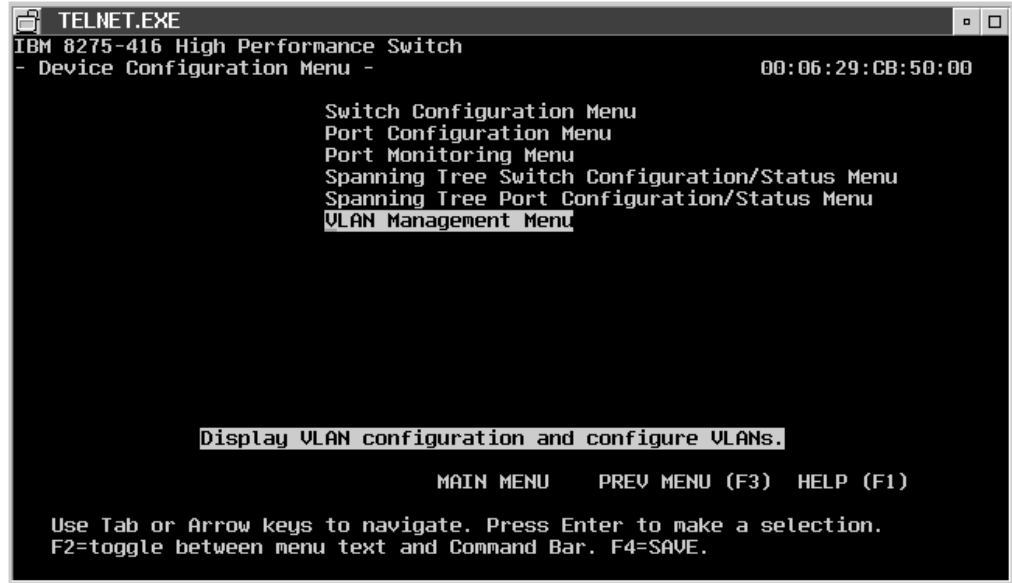 TELNET.EXE
IBM 8275-416 High Performance Switch
- Device Configuration Menu - 00:06:29:CB:50:00
Switch Configuration Menu
Port Configuration Menu
Port Monitoring Menu
Spanning Tree Switch Configuration/Status Menu
Spanning Tree Port Configuration/Status Menu
VLAN Management Menu
Display VLAN configuration and configure VLANs.
MAIN MENU PREV MENU (F3) HELP (F1)
Use Tab or Arrow keys to navigate. Press Enter to make a selection.
F2=toggle between menu text and Command Bar. F4=SAVE.